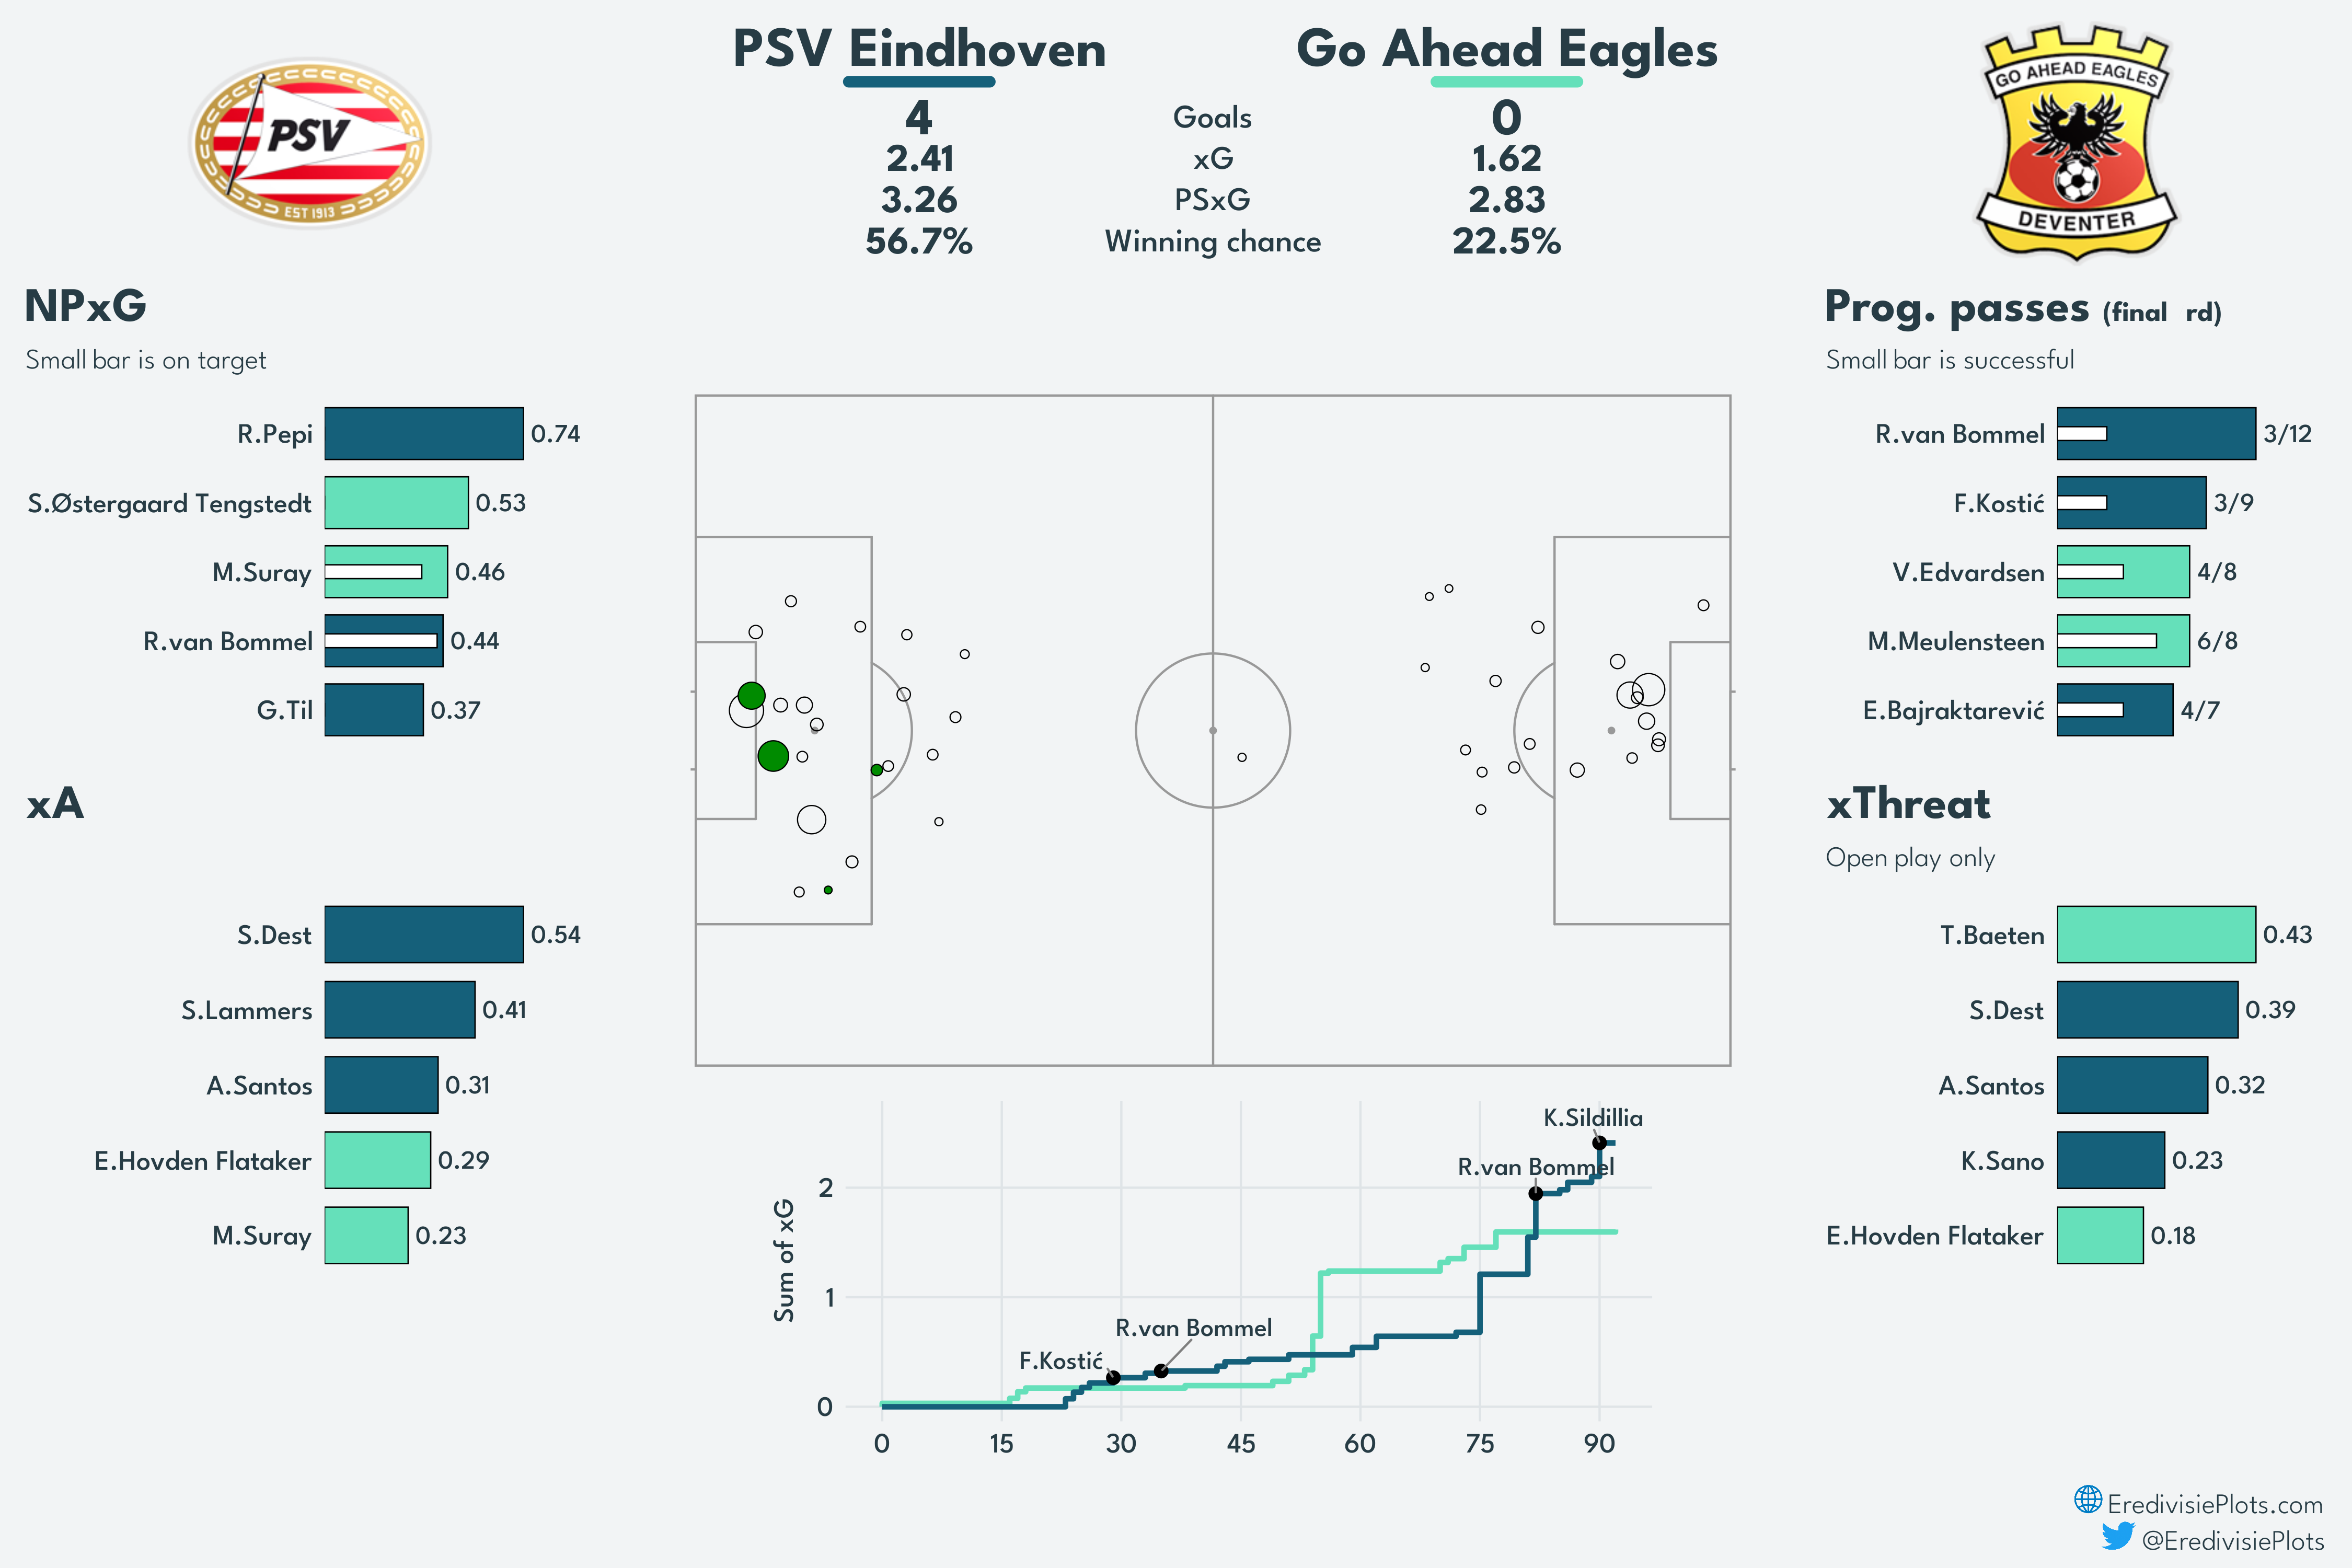 PSV Eindhoven Go Ahead Eagles
4 Goals 0
2.41 xG 1.62
3.26 PSxG 2.83
56.7% Winning chance 22.5%
PSV
EST 1913
GO AHEAD EAGLES
DEVENTER
NPxG
Small bar is on target
R.Pepi 0.74
S.Østergaard Tengstedt 0.53
M.Suray 0.46
R.van Bommel 0.44
G.Til 0.37
xA
S.Dest 0.54
S.Lammers 0.41
A.Santos 0.31
E.Hovden Flataker 0.29
M.Suray 0.23
Prog. passes (final rd)
Small bar is successful
R.van Bommel 3/12
F.Kostić 3/9
V.Edvardsen 4/8
M.Meulensteen 6/8
E.Bajraktarević 4/7
xThreat
Open play only
T.Baeten 0.43
S.Dest 0.39
A.Santos 0.32
K.Sano 0.23
E.Hovden Flataker 0.18
K.Sildillia
R.van Bommel
R.van Bommel
F.Kostić
Sum of xG
2
1
0
0 15 30 45 60 75 90
EredivisiePlots.com
@EredivisiePlots